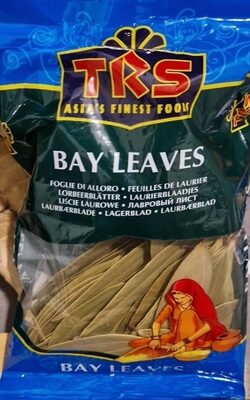 TRS
ASIA'S FINEST FOODS
BAY LEAVES
FOGLIE DI ALLORO • FEUILLES DE LAURIER
LORBEERBLÄTTER • LAURIERBLAADJES
LIŚCIE LAUROWE • ЛАВРОВЫЙ ЛИСТ
LAURBÆRBLADE • LAGERBLAD • LAURBÆRBLAD
BAY LEAVES